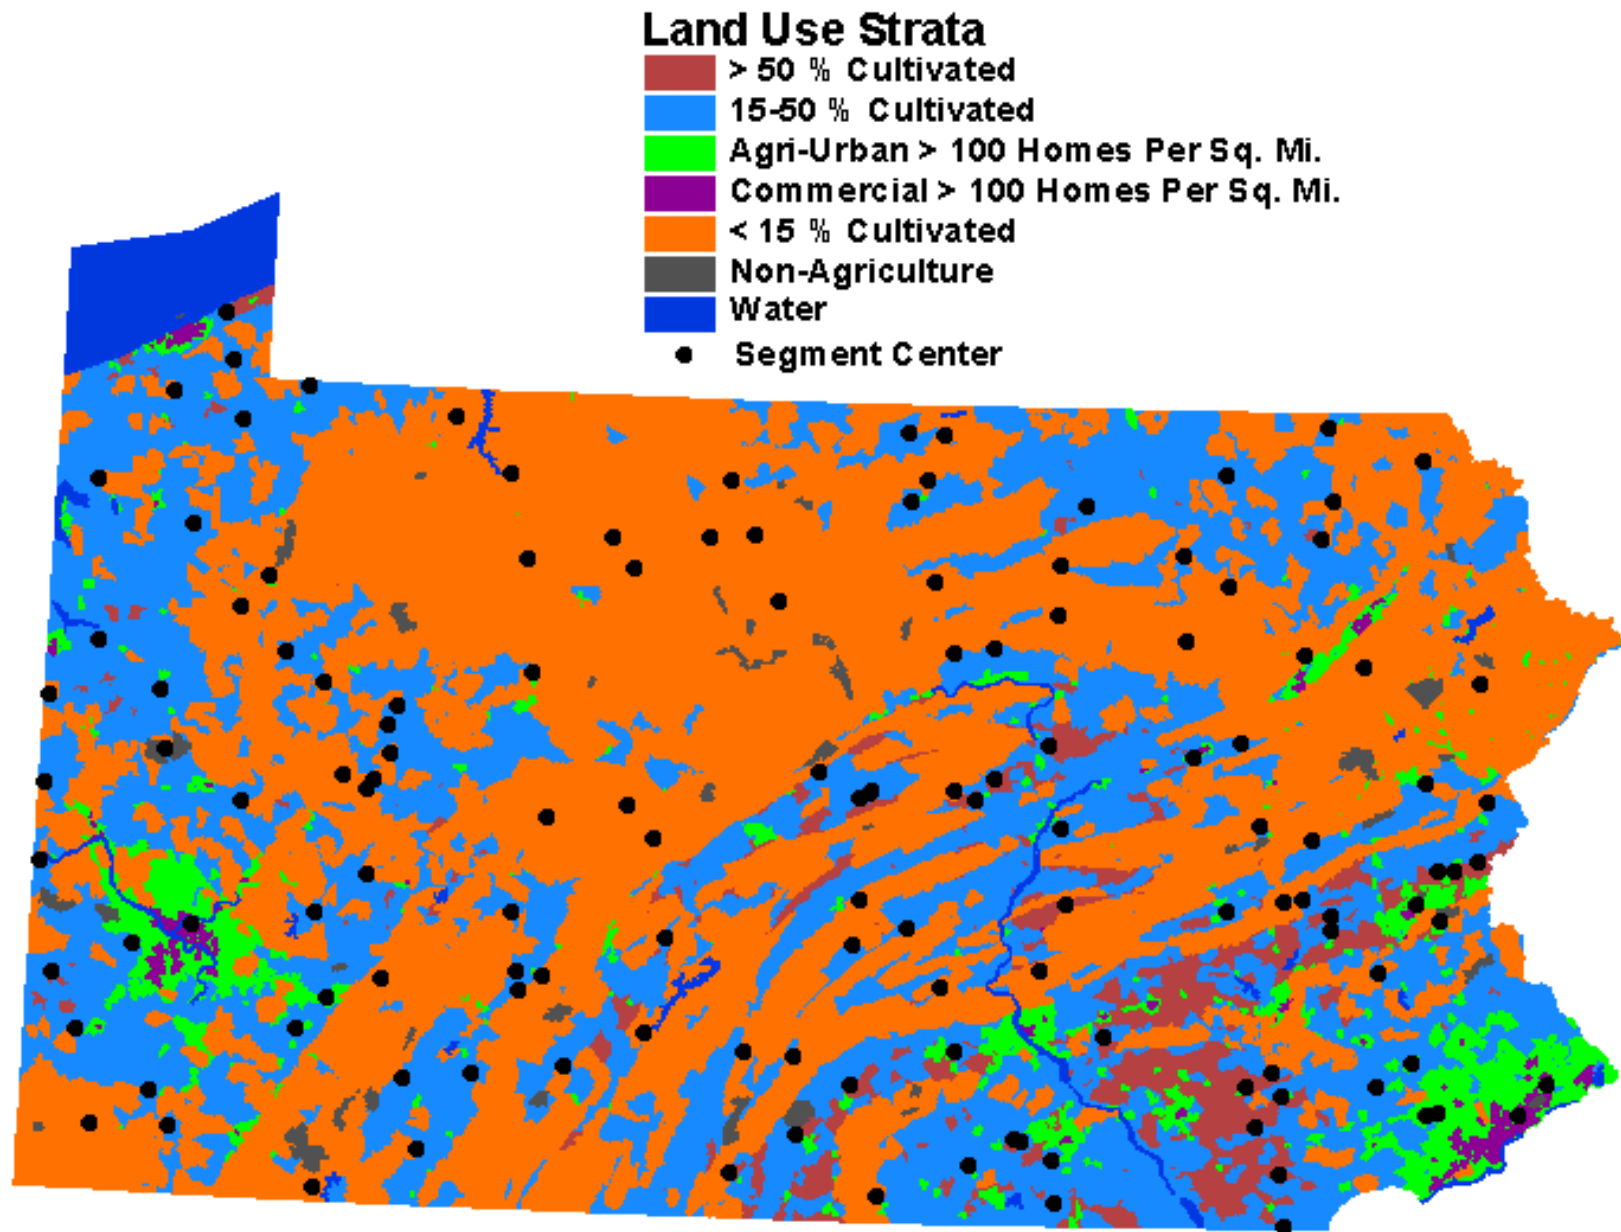 Land Use Strata
> 50 % Cultivated
15-50 % Cultivated
Agri-Urban > 100 Homes Per Sq. Mi.
Commercial > 100 Homes Per Sq. Mi.
< 15 % Cultivated
Non-Agriculture
Water
Segment Center